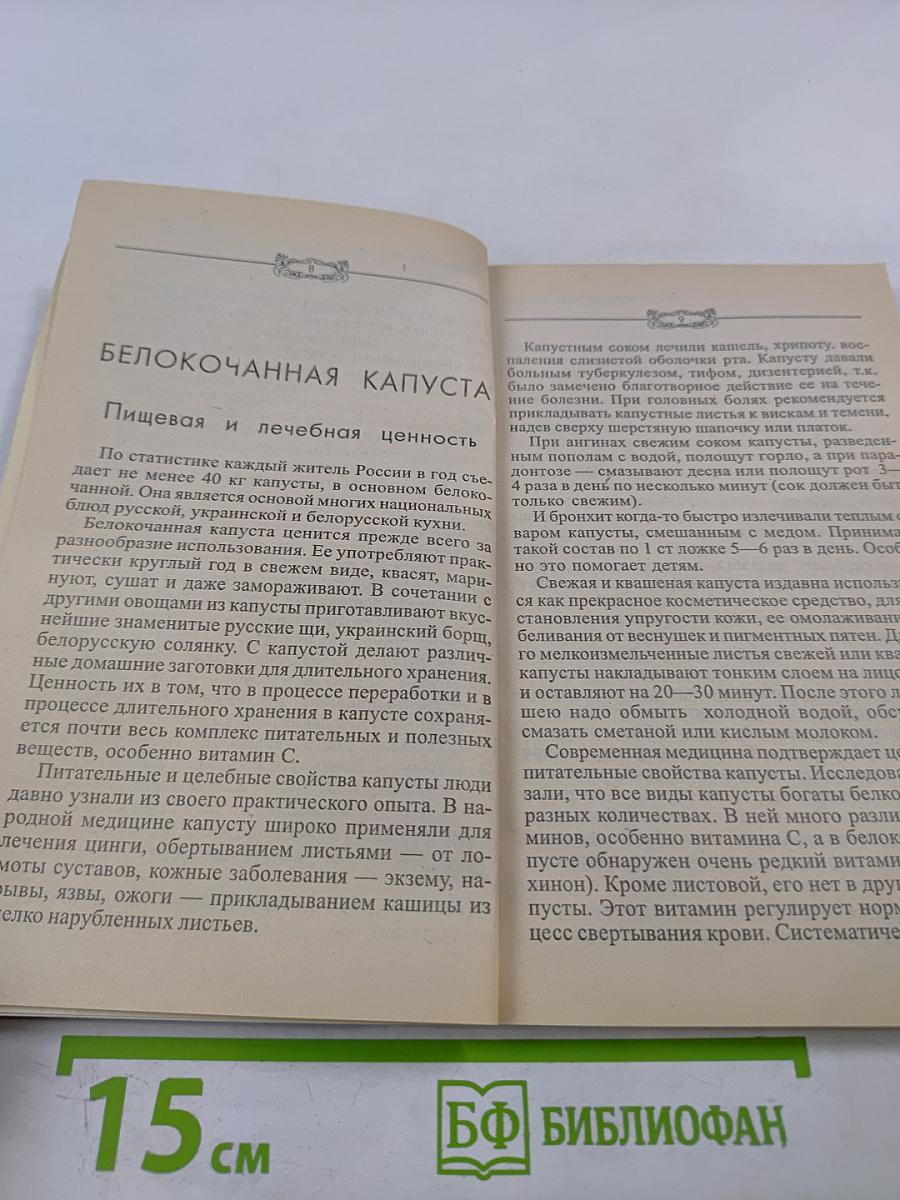 8
БЕЛОКОЧАННАЯ КАПУСТА
Пищевая и лечебная ценность
По статистике каждый житель России в год съе-
дает не менее 40 кг капусты, в основном белоко-
чанной. Она является основой многих национальных
блюд русской, украинской и белорусской кухни.
Белокочанная капуста ценится прежде всего за
разнообразие использования. Ее употребляют прак-
тически круглый год в свежем виде, квасят, мари-
нуют, сушат и даже замораживают. В сочетании с
другими овощами из капусты приготавливают вкус-
нейшие знаменитые русские щи, украинский борщ,
белорусскую солянку. С капустой делают различ-
ные домашние заготовки для длительного хранения.
Ценность их в том, что в процессе переработки и в
процессе длительного хранения в капусте сохраня-
ется почти весь комплекс питательных и полезных
веществ, особенно витамин С.
Питательные и целебные свойства капусты люди
давно узнали из своего практического опыта. В на-
родной медицине капусту широко применяли для
лечения цинги, обертыванием листьями — от ло-
моты суставов, кожные заболевания — экзему, на-
рывы, язвы, ожоги — прикладыванием кашицы из
мелко нарубленных листьев.
9
Капустным соком лечили кашель, хрипоту. вос-
паления слизистой оболочки рта. Капусту давали
больным туберкулезом, тифом, дизентерией, т.к.
было замечено благотворное действие ее на тече-
ние болезни. При головных болях рекомендуется
прикладывать капустные листья к вискам и темени,
надев сверху шерстяную шапочку или платок.
При ангинах свежим соком капусты, разведен-
ным пополам с водой, полощут горло, а при пара-
донтозе — смазывают десна или полощут рот 3—
4 раза в день по несколько минут (сок должен быт
только свежим).
И бронхит когда-то быстро излечивали теплым о
варом капусты, смешанным с медом. Принима
такой состав по 1 ст ложке 5—6 раз в день. Особ
но это помогает детям.
Свежая и квашеная капуста издавна использу
ся как прекрасное косметическое средство, для
становления упругости кожи, ее омолаживани
беливания от веснушек и пигментных пятен. Дл
го мелкоизмельченные листья свежей или ква
капусты накладывают тонким слоем на лицо
и оставляют на 20—30 минут. После этого л
шею надо обмыть холодной водой, обсу
смазать сметаной или кислым молоком.
Современная медицина подтверждает це
питательные свойства капусты. Исследова
зали, что все виды капусты богаты белко
разных количествах. В ней много разли
минов, особенно витамина С, а в белок
пусте обнаружен очень редкий витами
хинон). Кроме листовой, его нет в друг
пусты. Этот витамин регулирует норм
цесс свертывания крови. Систематиче
15 см
БФ БИБЛИОФАН